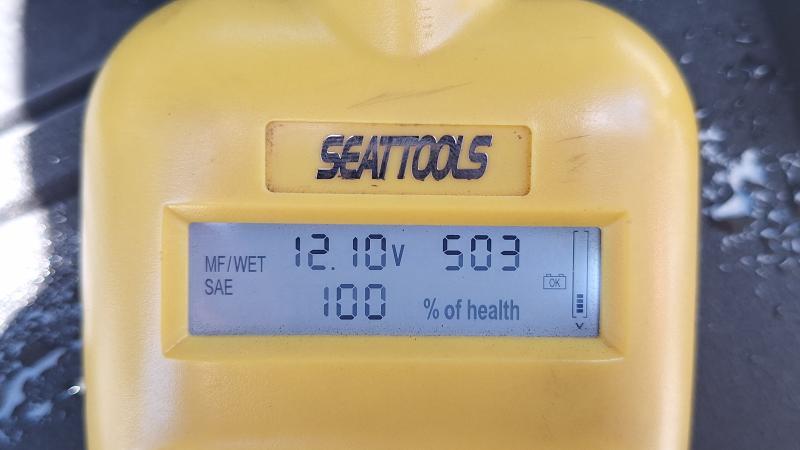 SEATTOOLS
MF/WET 12.10V 503
SAE 100 % of health
OK
V